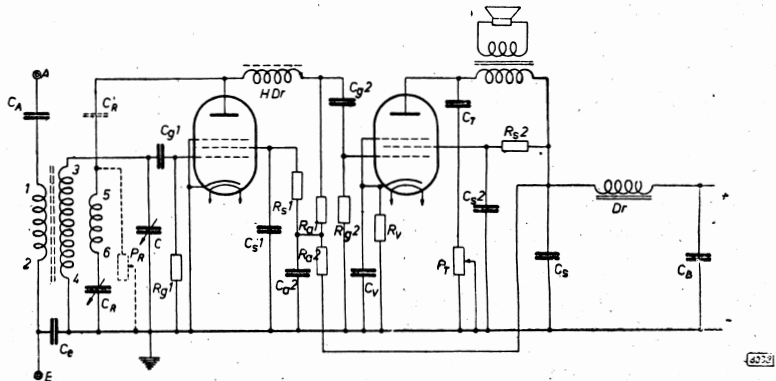 A
C_A
1
2
3
4
C_e
E
C'_R
5
6
C_R
P_R
C_g1
C
R_g1
HDr
C_s1
R_s1
C_a2
R_a1
R_a2
C_g2
R_g2
C_v
R_v
C_T
P_T
C_s2
R_s2
C_s
Dr
C_B
+
-